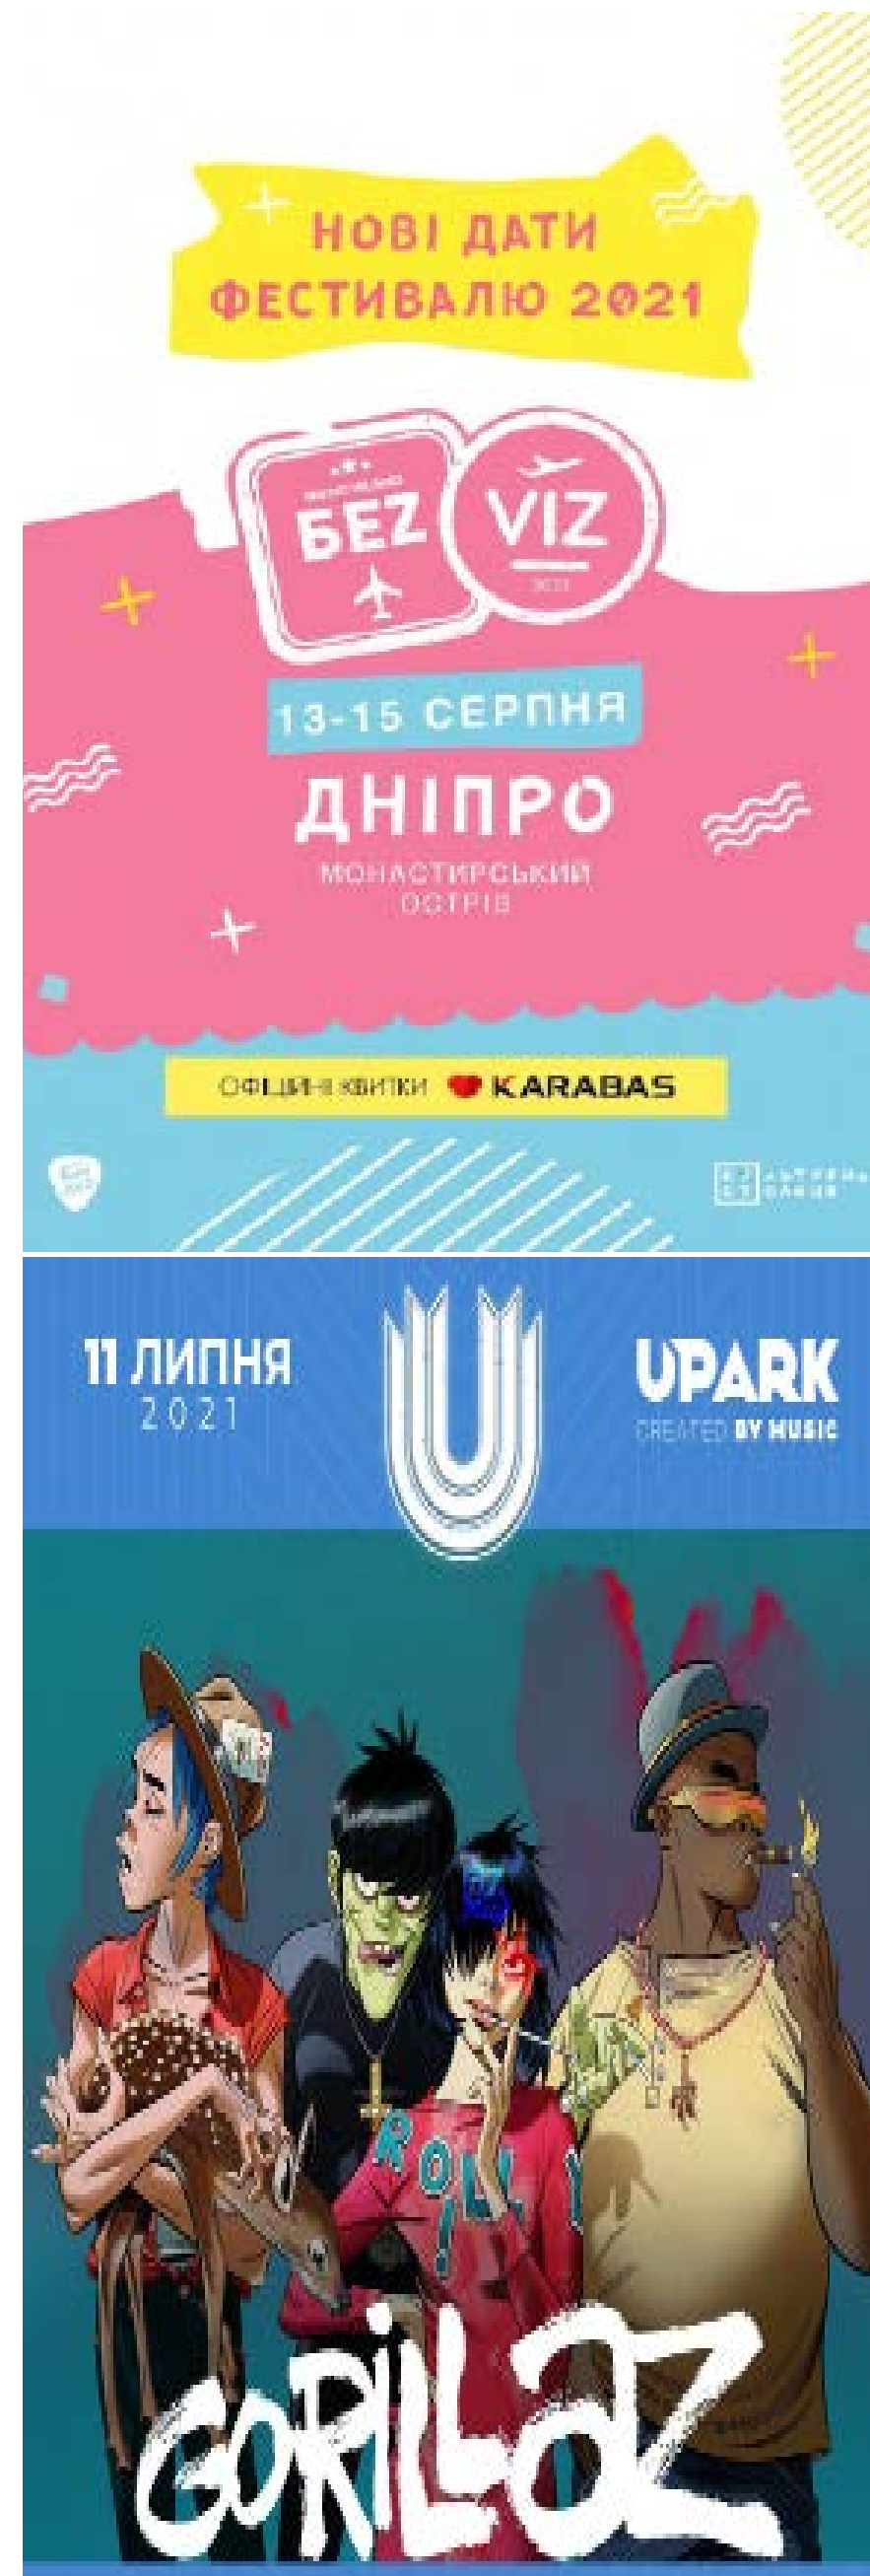 НОВІ ДАТИ
ФЕСТИВАЛЮ 2021
БЕZ
VIZ
2021
13-15 СЕРПНЯ
ДНІПРО
МОНАСТИРСЬКИЙ
ОСТРІВ
ОФІЦІЙНІ КВИТКИ KARABAS
11 ЛИПНЯ
2021
U
UPARK
CREATED BY MUSIC
ROLL
GORILLAZ